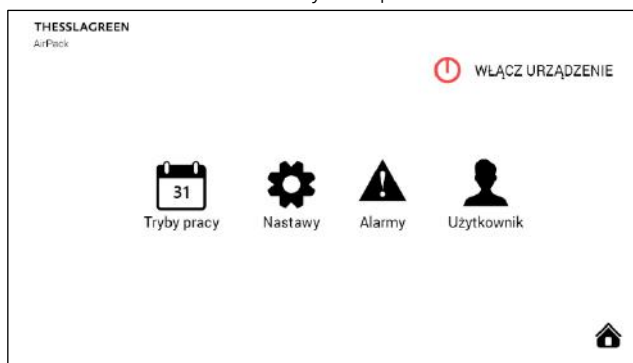 THESSLAGREEN
AirPack
WŁĄCZ URZĄDZENIE
31
Tryby pracy
Nastawy
Alarmy
Użytkownik